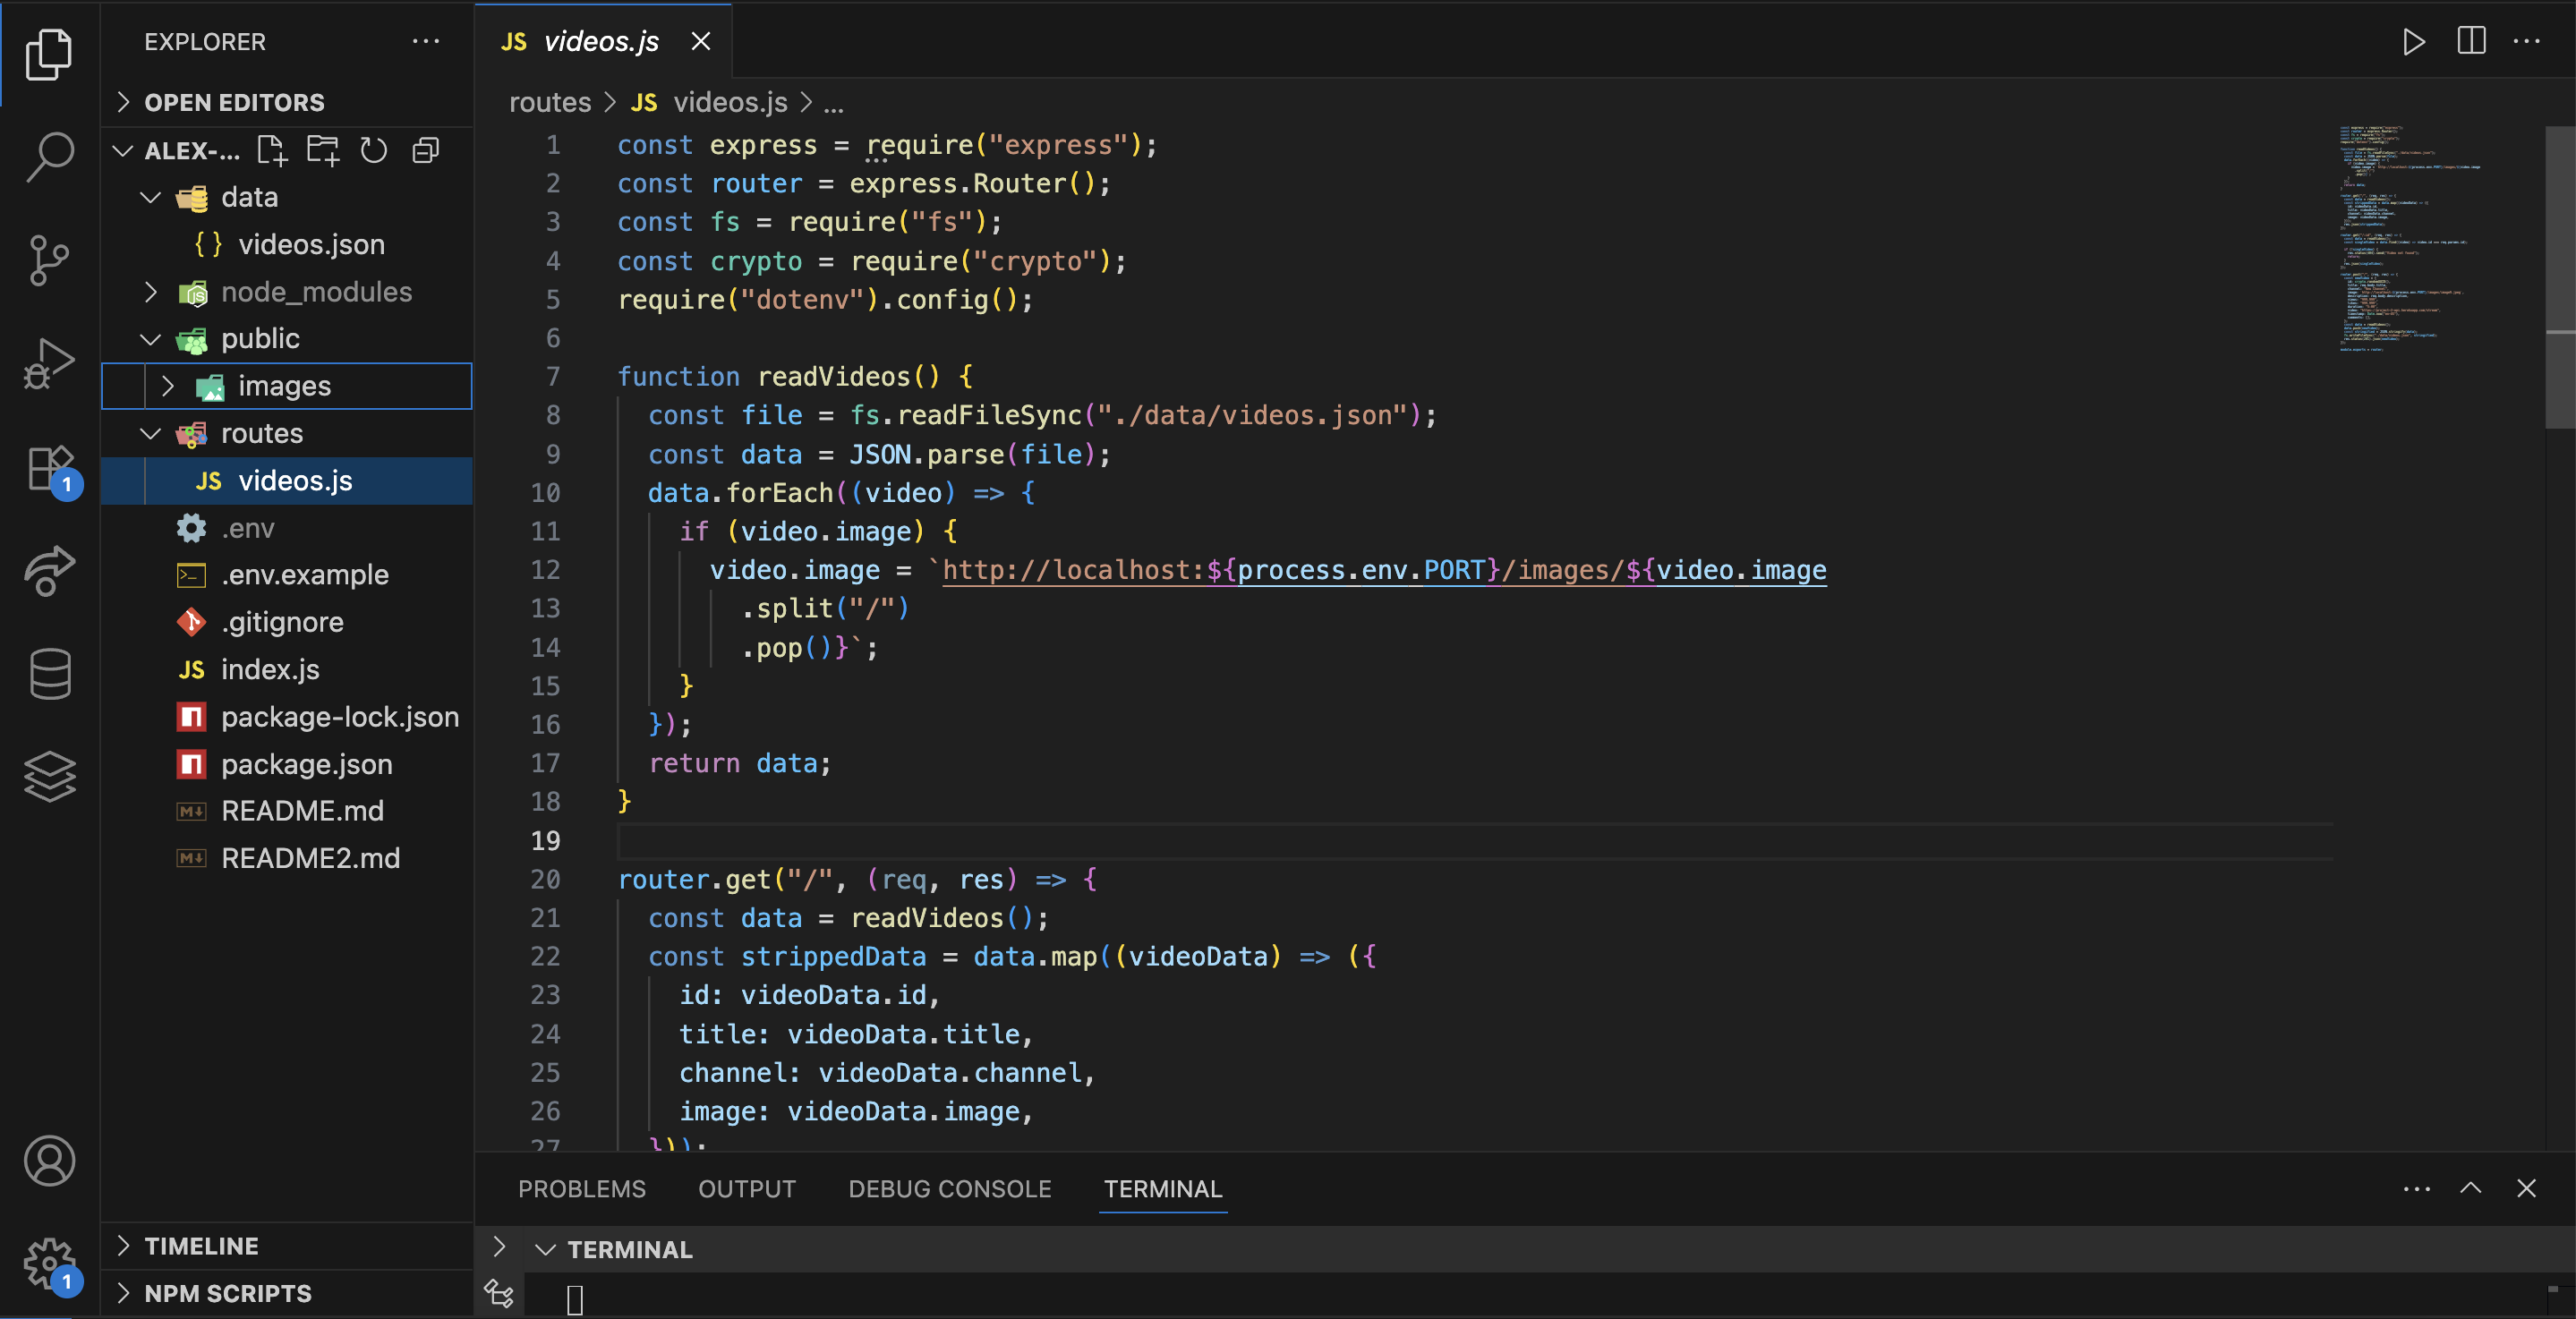 EXPLORER
OPEN EDITORS
ALEX-...
data
{ } videos.json
node_modules
public
images
routes
JS videos.js
.env
.env.example
.gitignore
JS index.js
package-lock.json
package.json
README.md
README2.md
TIMELINE
NPM SCRIPTS
1
1
JS videos.js
routes > JS videos.js > ...
1 const express = require("express");
2 const router = express.Router();
3 const fs = require("fs");
4 const crypto = require("crypto");
5 require("dotenv").config();
6
7 function readVideos() {
8 const file = fs.readFileSync("./data/videos.json");
9 const data = JSON.parse(file);
10 data.forEach((video) => {
11 if (video.image) {
12 video.image = `http://localhost:${process.env.PORT}/images/${video.image
13 .split("/")
14 .pop()}`;
15 }
16 });
17 return data;
18 }
19
20 router.get("/", (req, res) => {
21 const data = readVideos();
22 const strippedData = data.map((videoData) => ({
23 id: videoData.id,
24 title: videoData.title,
25 channel: videoData.channel,
26 image: videoData.image,
27 }));
PROBLEMS OUTPUT DEBUG CONSOLE TERMINAL
TERMINAL